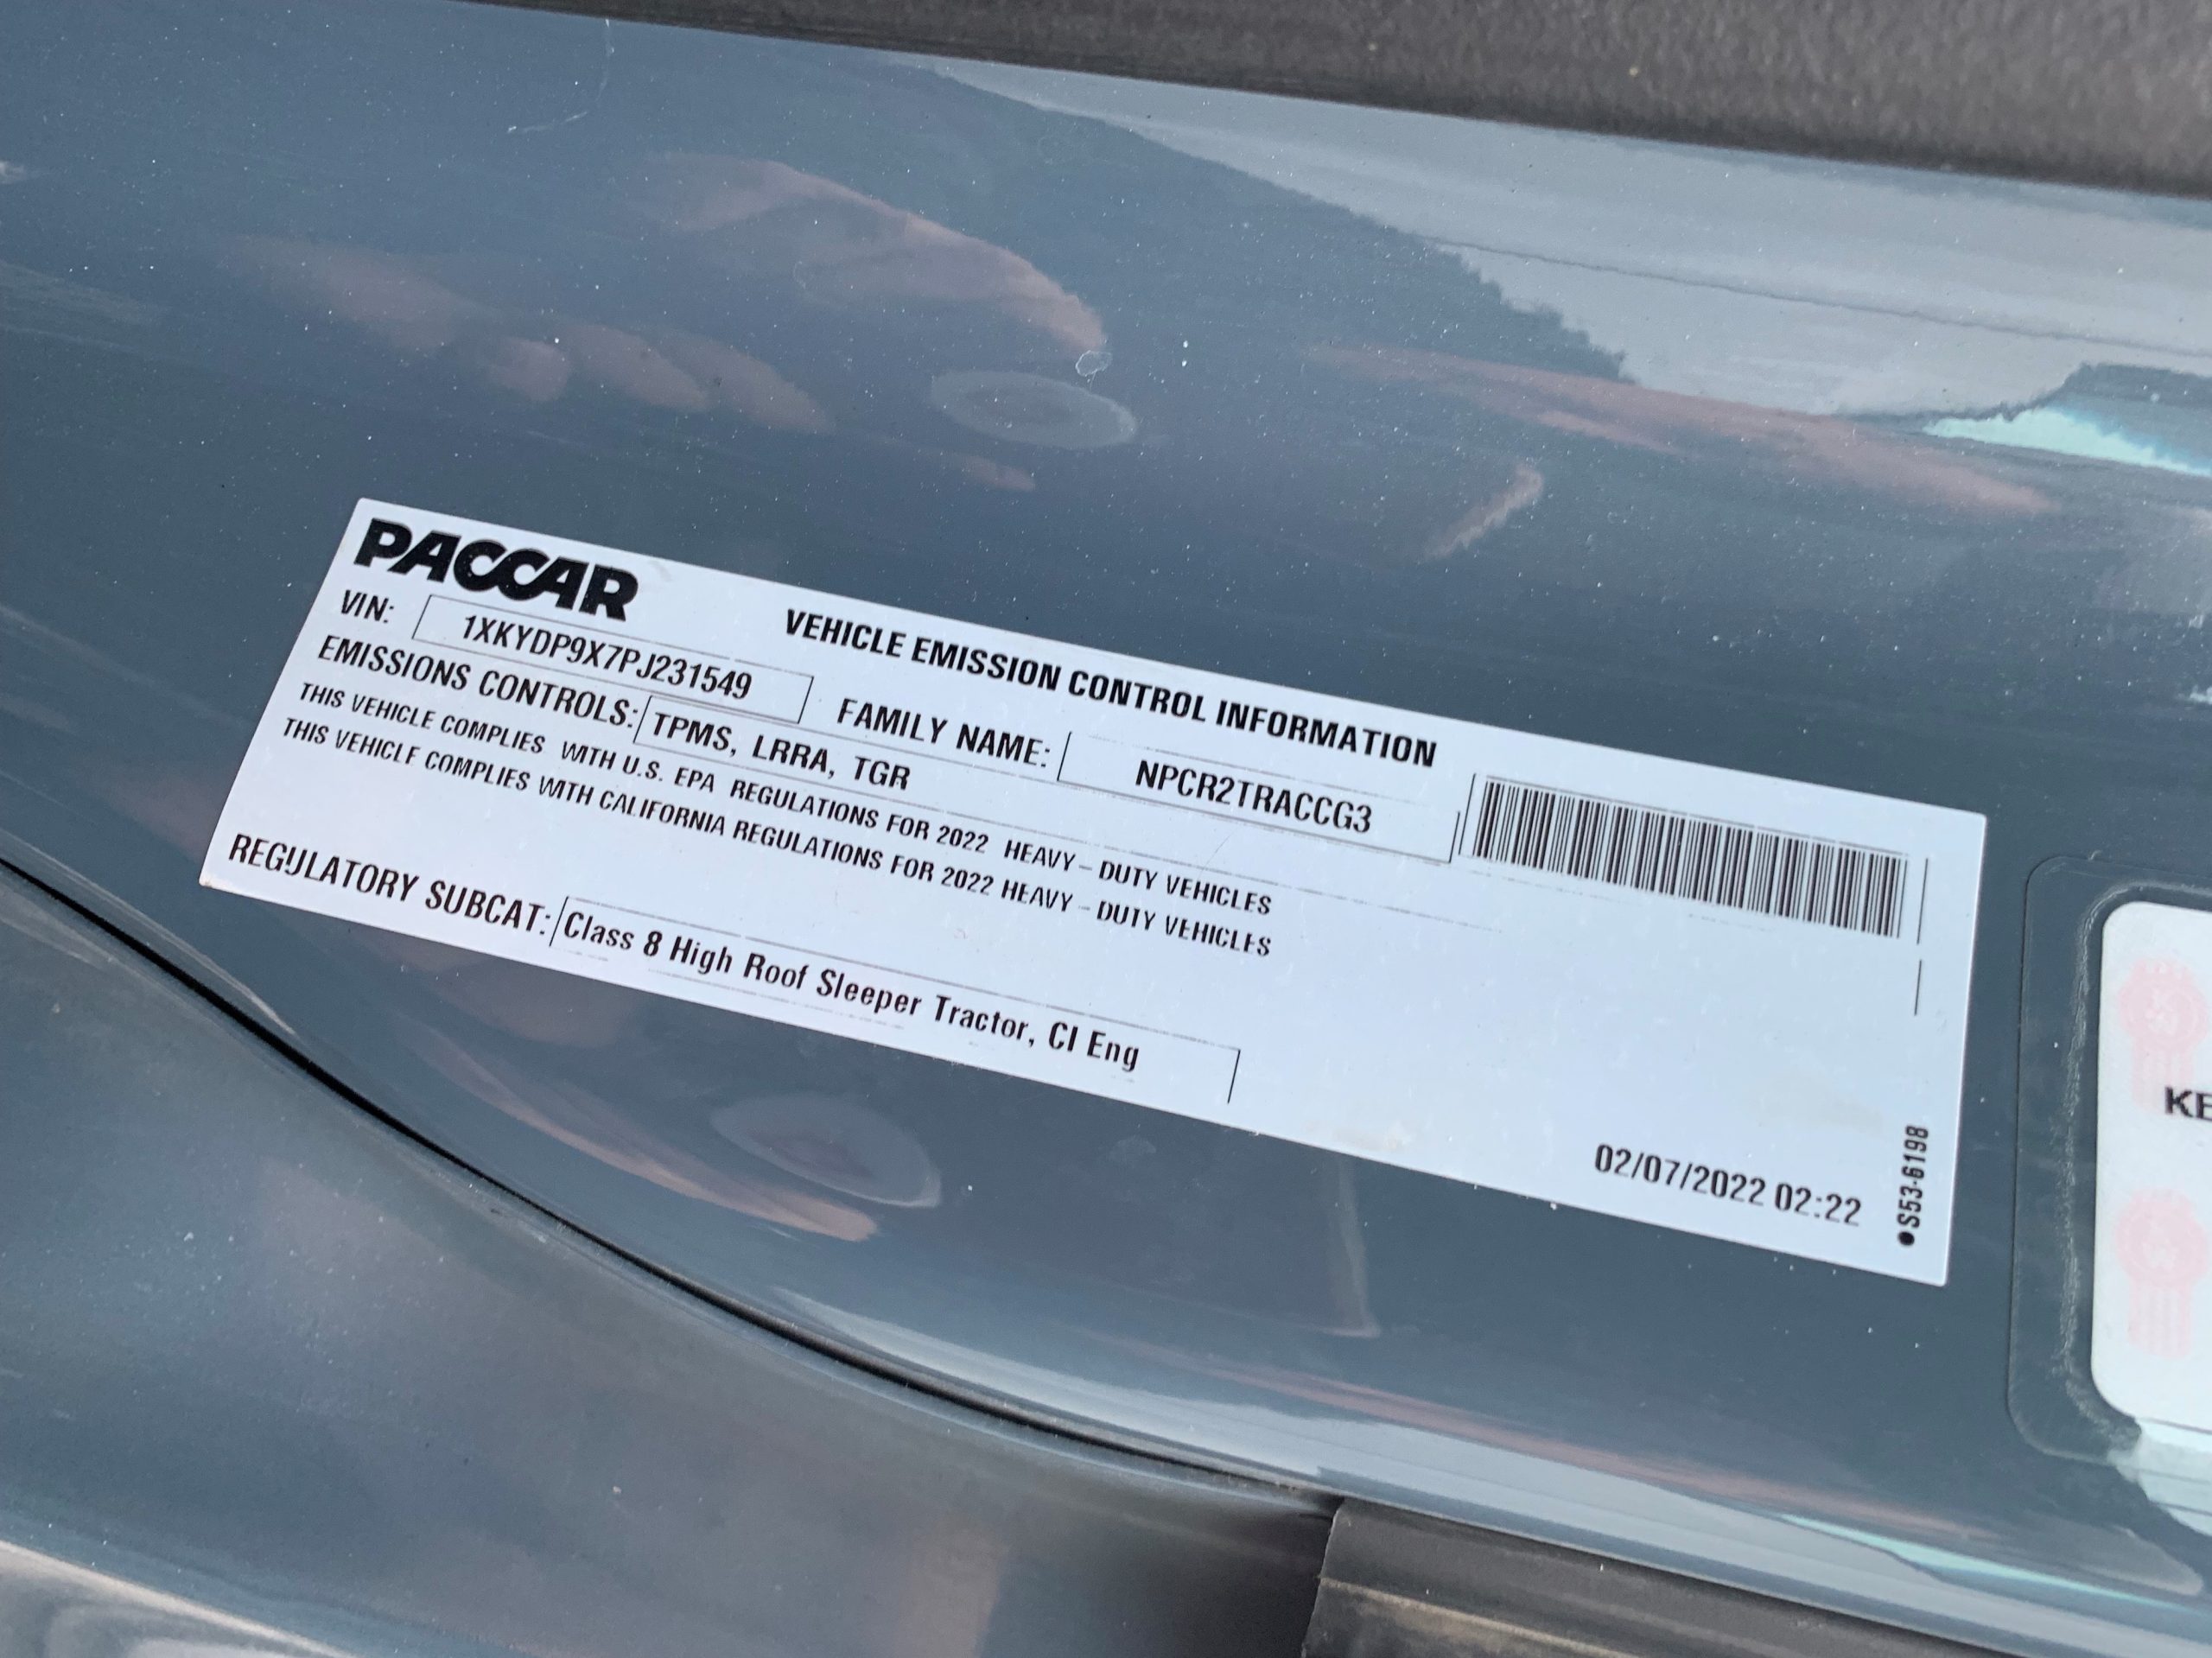 PACCAR
VEHICLE EMISSION CONTROL INFORMATION
VIN: 1XKYDP9X7PJ231549
FAMILY NAME: NPCR2TRACCG3
EMISSIONS CONTROLS: TPMS, LRRA, TGR
THIS VEHICLE COMPLIES WITH U.S. EPA REGULATIONS FOR 2022 HEAVY-DUTY VEHICLES
THIS VEHICLE COMPLIES WITH CALIFORNIA REGULATIONS FOR 2022 HEAVY-DUTY VEHICLES
REGULATORY SUBCAT: Class 8 High Roof Sleeper Tractor, CI Eng
02/07/2022 02:22
●S53-6198